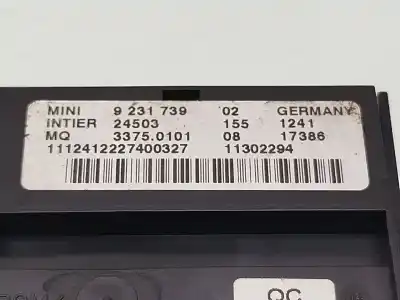 MINI 9 231 739 02 GERMANY
INTIER 24503 155 1241
MQ 3375.0101 08 17386
1112412227400327 11302294
QC